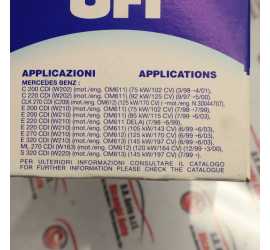 UFI
APPLICAZIONI APPLICATIONS
MERCEDES BENZ :
C 200 CDI (W202) (mot./eng. OM611) (75 kW/102 CV) (3/98→4/01),
C 220 CDI (W202) (mot./eng. OM611) (92 kW/125 CV) (9/97→5/00),
CLK 270 CDI (C209) (mot./eng. OM612) (125 kW/170 CV) (→mot./eng. N.30044707),
E 200 CDI (W210) (mot./eng. OM611) (75 kW/102 CV) (7/98→7/99),
E 200 CDI (W210) (mot./eng. OM611) (85 kW/115 CV) (7/99→
E 220 CDI (W210) (mot./eng. OM611 DELA) (7/98→6/99),
E 220 CDI (W210) (mot./eng. OM611) (105 kW/143 CV) (6/99→6/03),
E 270 CDI (W210) (mot./eng. OM612) (125 kW/170 CV) (6/99→6/03),
E 320 CDI (W210) (mot./eng. OM613) (145 kW/197 CV) (6/99→6/03),
ML 270 CDI (W163) (mot./eng. OM612) (120 kW/164 CV) (12/99→3/00),
S 320 CDI (W220) (mot./eng. OM613) (145 kW/197 CV) (7/99→).
PER ULTERIORI INFORMAZIONI CONSULTARE IL CATALOGO
FOR FURTHER INFORMATION PLEASE CHECK THE CATALOGUE